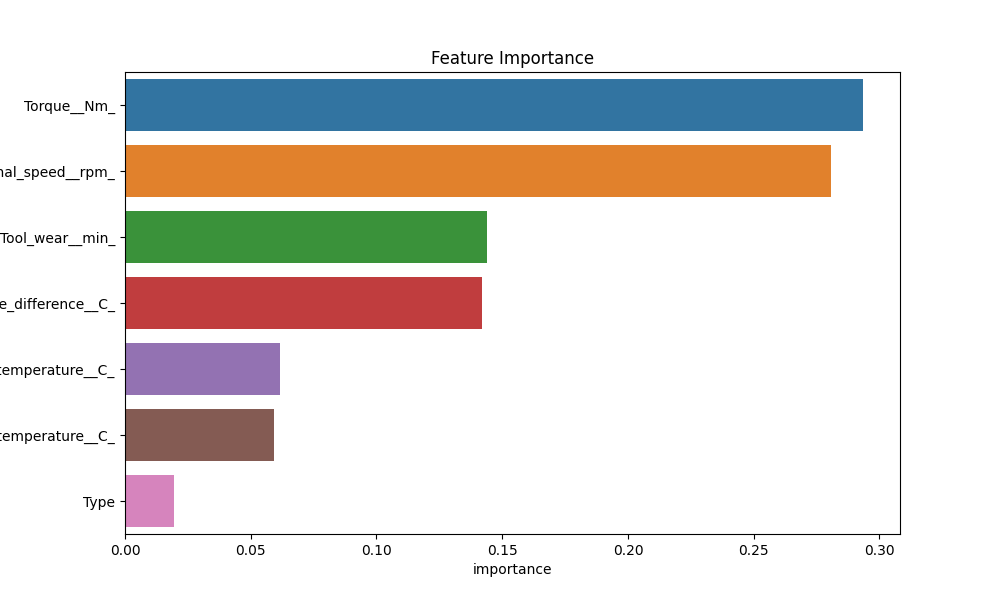 Feature Importance
Torque__Nm_
nal_speed__rpm_
Tool_wear__min_
e_difference__C_
temperature__C_
temperature__C_
Type
0.00 0.05 0.10 0.15 0.20 0.25 0.30
importance